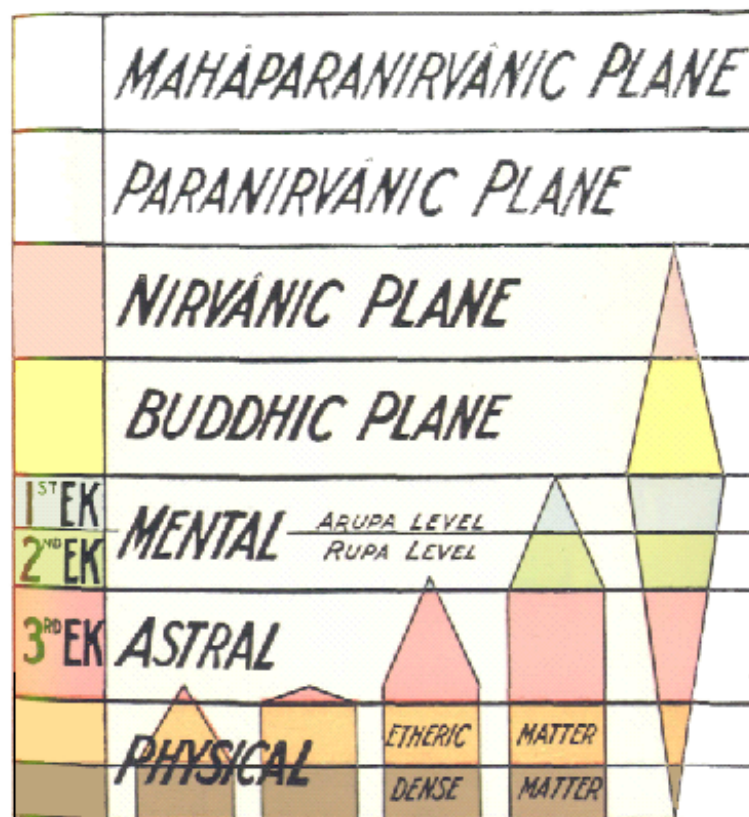 MAHÂPARANIRVÂNIC PLANE
PARANIRVÂNIC PLANE
NIRVÂNIC PLANE
BUDDHIC PLANE
1ST EK
MENTAL
ARUPA LEVEL
2ND EK
RUPA LEVEL
3RD EK
ASTRAL
PHYSICAL
ETHERIC MATTER
DENSE MATTER